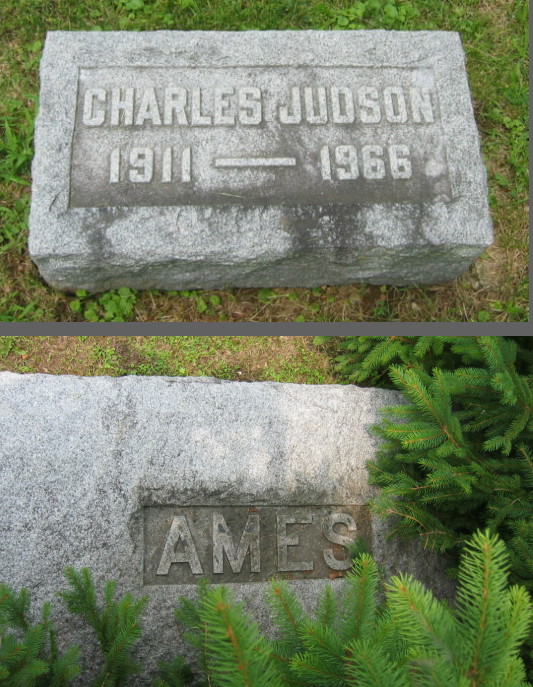 CHARLES JUDSON
1911 — 1966
AMES